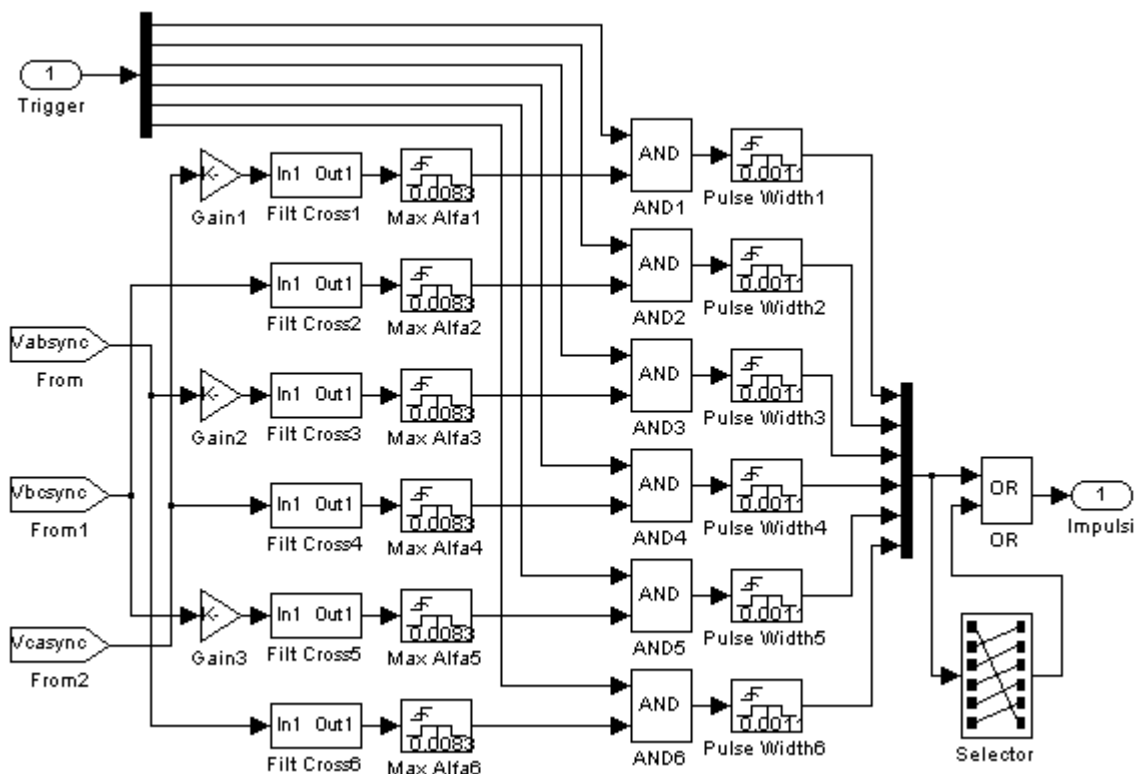 1
Trigger
AND
AND1
0.0011
Pulse Width1
K-
Gain1
In1 Out1
Filt Cross1
0.0083
Max Alfa1
AND
AND2
0.0011
Pulse Width2
In1 Out1
Filt Cross2
0.0083
Max Alfa2
Vabsync
From
AND
AND3
0.0011
Pulse Width3
K-
Gain2
In1 Out1
Filt Cross3
0.0083
Max Alfa3
Vbcsync
From1
In1 Out1
Filt Cross4
0.0083
Max Alfa4
AND
AND4
0.0011
Pulse Width4
OR
OR
1
Impulsi
Vcasync
From2
K-
Gain3
In1 Out1
Filt Cross5
0.0083
Max Alfa5
AND
AND5
0.0011
Pulse Width5
In1 Out1
Filt Cross6
0.0083
Max Alfa6
AND
AND6
0.0011
Pulse Width6
Selector